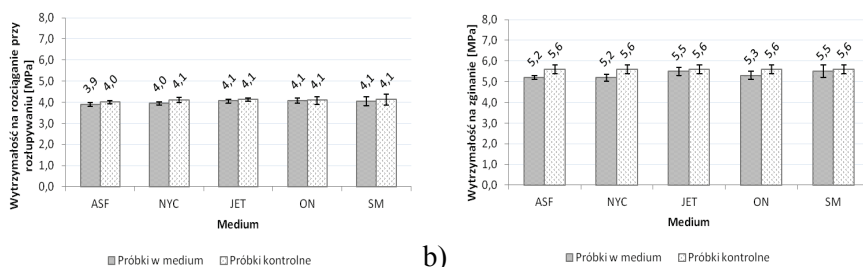 Wytrzymałość na rozciąganie przy
rozłupywaniu [MPa]
8,0
7,0
6,0
5,0
4,0
3,0
2,0
1,0
0,0
3,9 4,0 4,0 4,1 4,1 4,1 4,1 4,1 4,1 4,1
ASF NYC JET ON SM
Medium
Próbki w medium Próbki kontrolne
b)
Wytrzymałość na zginanie [MPa]
8,0
7,0
6,0
5,0
4,0
3,0
2,0
1,0
0,0
5,2 5,6 5,2 5,6 5,5 5,6 5,3 5,6 5,5 5,6
ASF NYC JET ON SM
Medium
Próbki w medium Próbki kontrolne